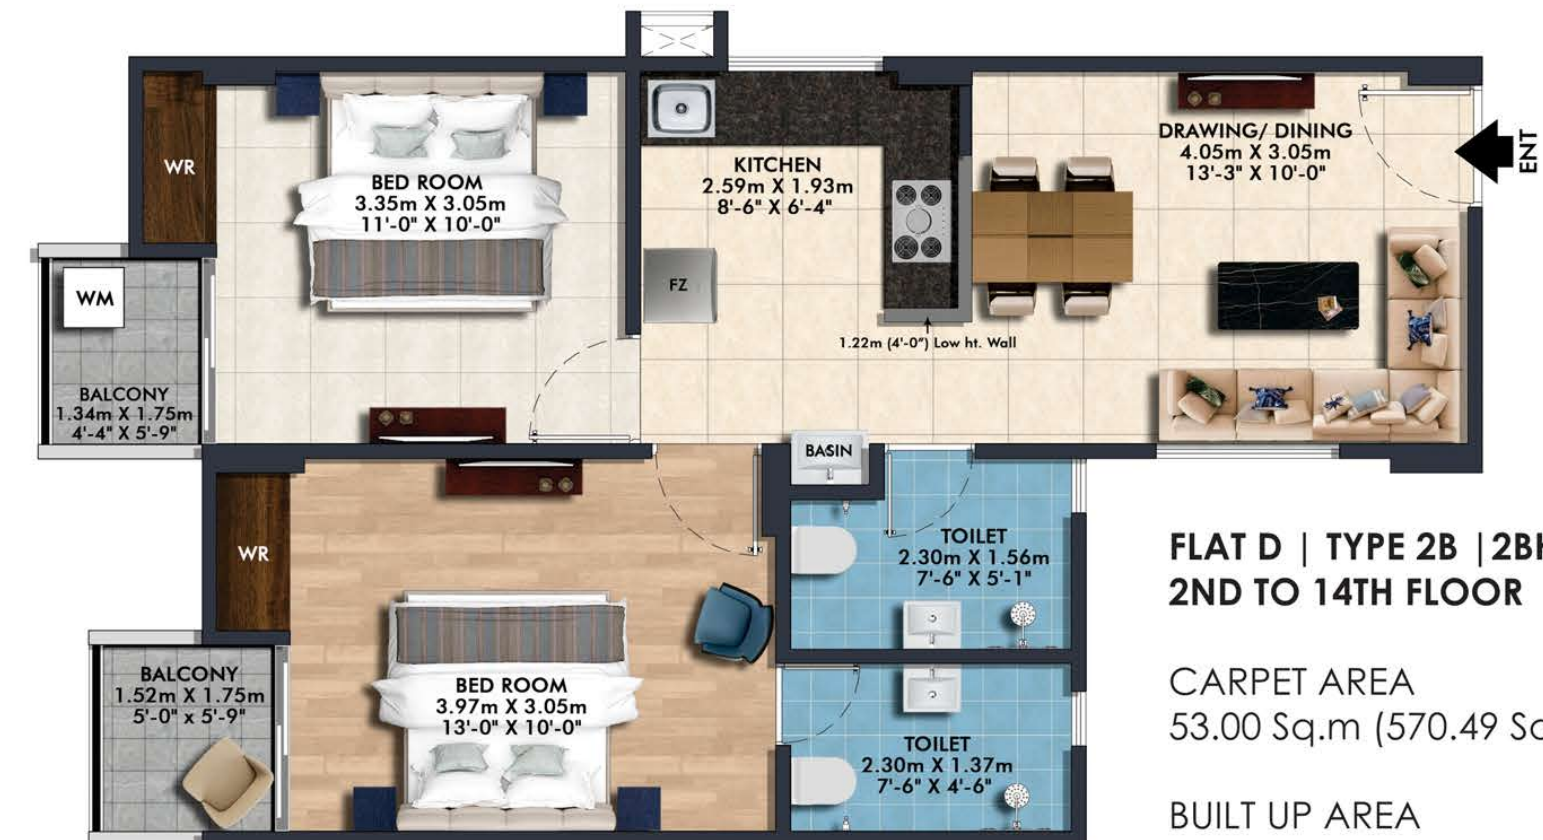 WR
BED ROOM
3.35m X 3.05m
11'-0" X 10'-0"
KITCHEN
2.59m X 1.93m
8'-6" X 6'-4"
DRAWING/ DINING
4.05m X 3.05m
13'-3" X 10'-0"
ENT
FZ
WM
1.22m (4'-0") Low ht. Wall
BALCONY
1.34m X 1.75m
4'-4" X 5'-9"
BASIN
WR
TOILET
2.30m X 1.56m
7'-6" X 5'-1"
BALCONY
1.52m X 1.75m
5'-0" x 5'-9"
BED ROOM
3.97m X 3.05m
13'-0" X 10'-0"
TOILET
2.30m X 1.37m
7'-6" X 4'-6"
FLAT D | TYPE 2B |
2ND TO 14TH FLOOR
CARPET AREA
53.00 Sq.m (570.49
BUILT UP AREA